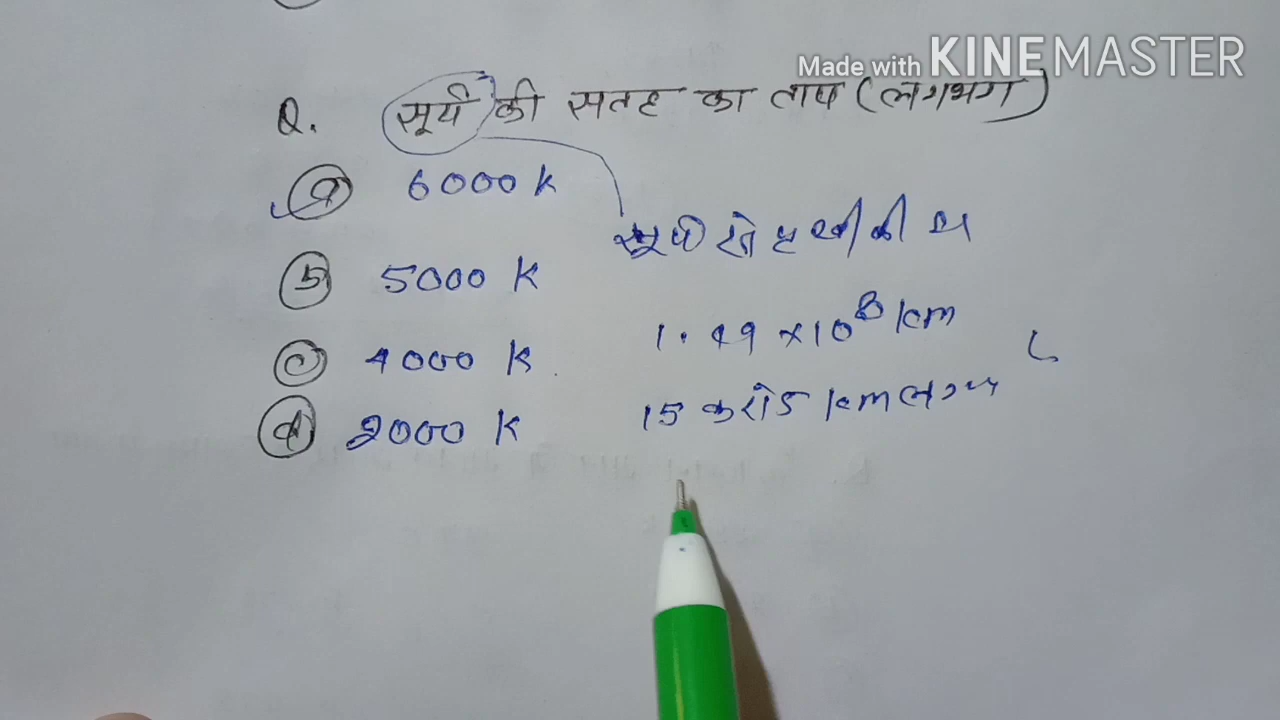 Made with KINEMASTER
Q. सूर्य की सतह का ताप (लगभग)
a 6000 K
सूर्य से पृथ्वी की
b 5000 K
1.49 × 10⁸ km
c 4000 K
15 करोड km लगभग
d 2000 K